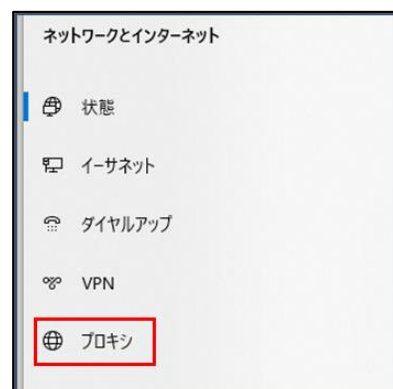 ネットワークとインターネット
状態
イーサネット
ダイヤルアップ
VPN
プロキシ